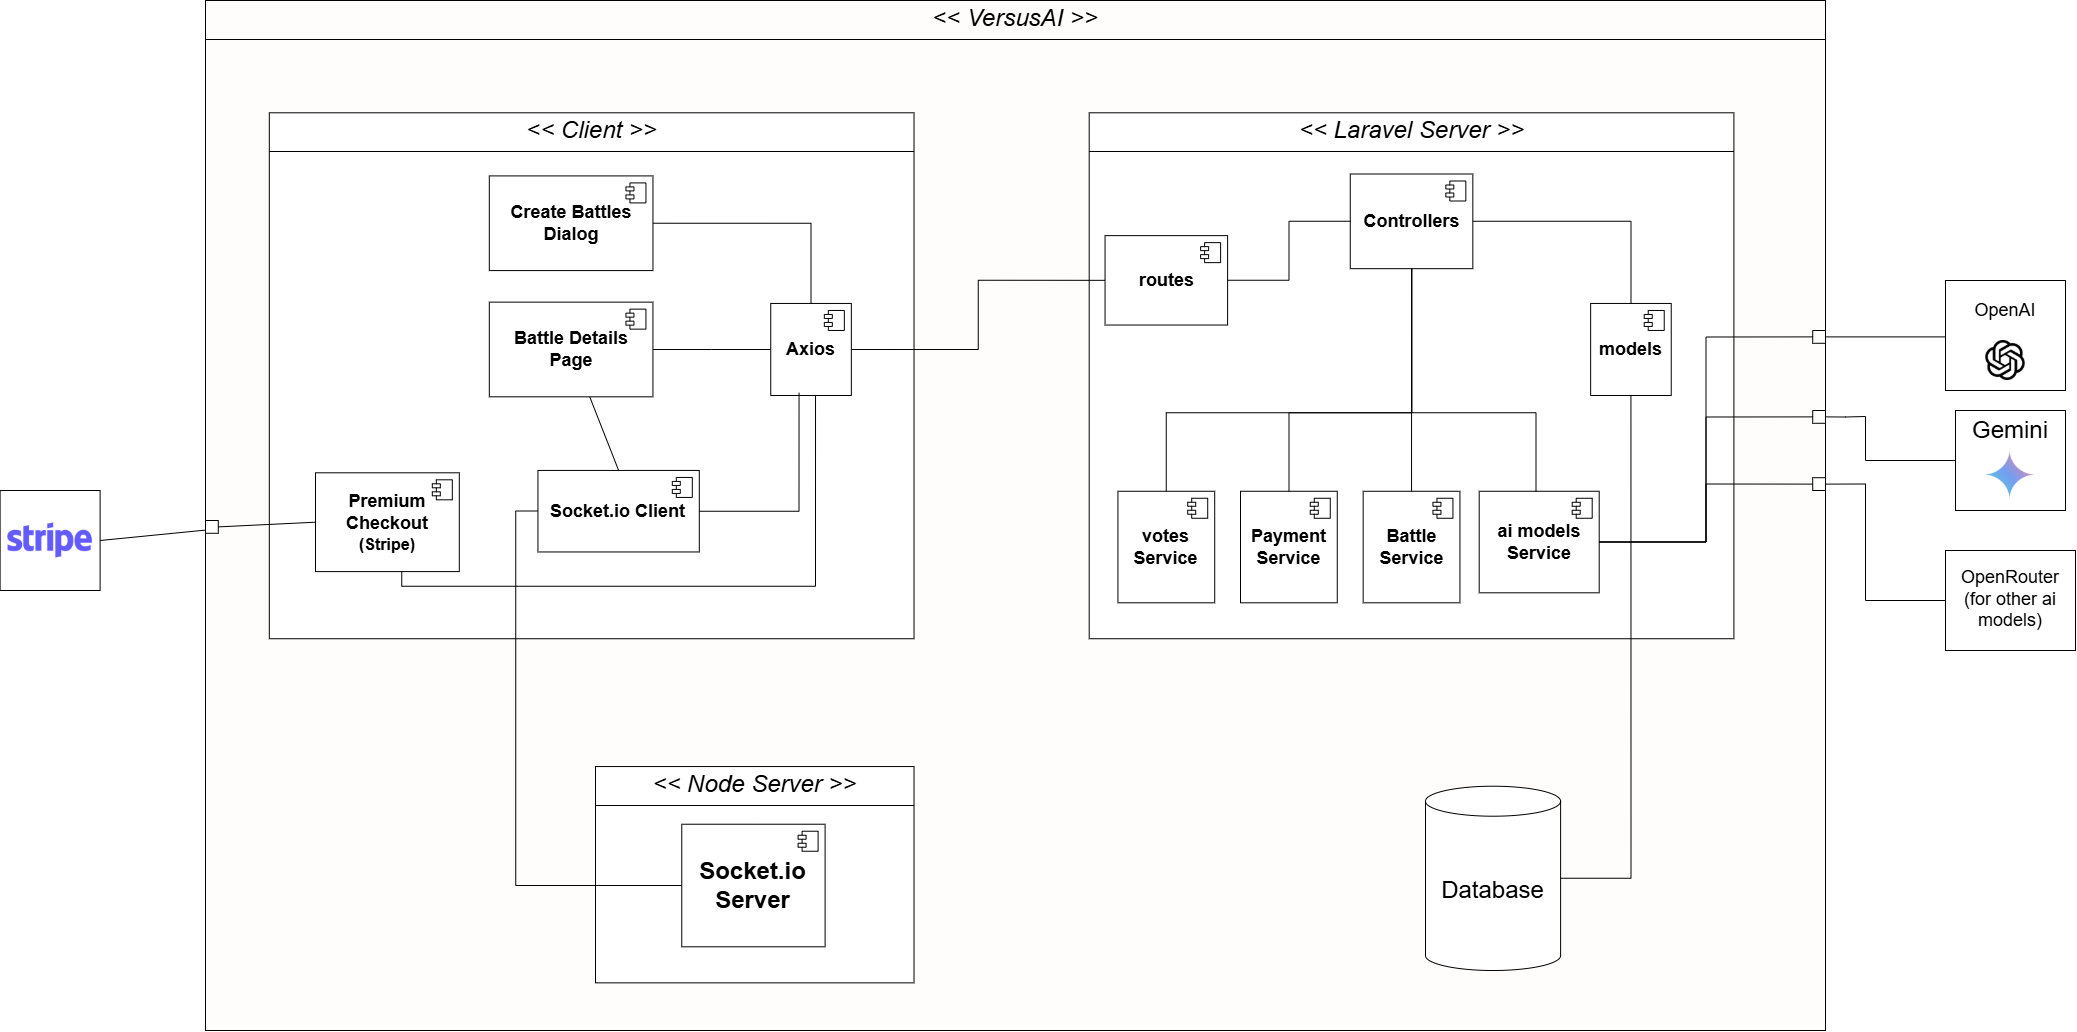 << VersusAI >>
<< Client >>
Create Battles
Dialog
Battle Details
Page
Axios
Premium
Checkout
(Stripe)
Socket.io Client
stripe
<< Laravel Server >>
Controllers
routes
models
votes
Service
Payment
Service
Battle
Service
ai models
Service
OpenAI
Gemini
OpenRouter
(for other ai
models)
<< Node Server >>
Socket.io
Server
Database